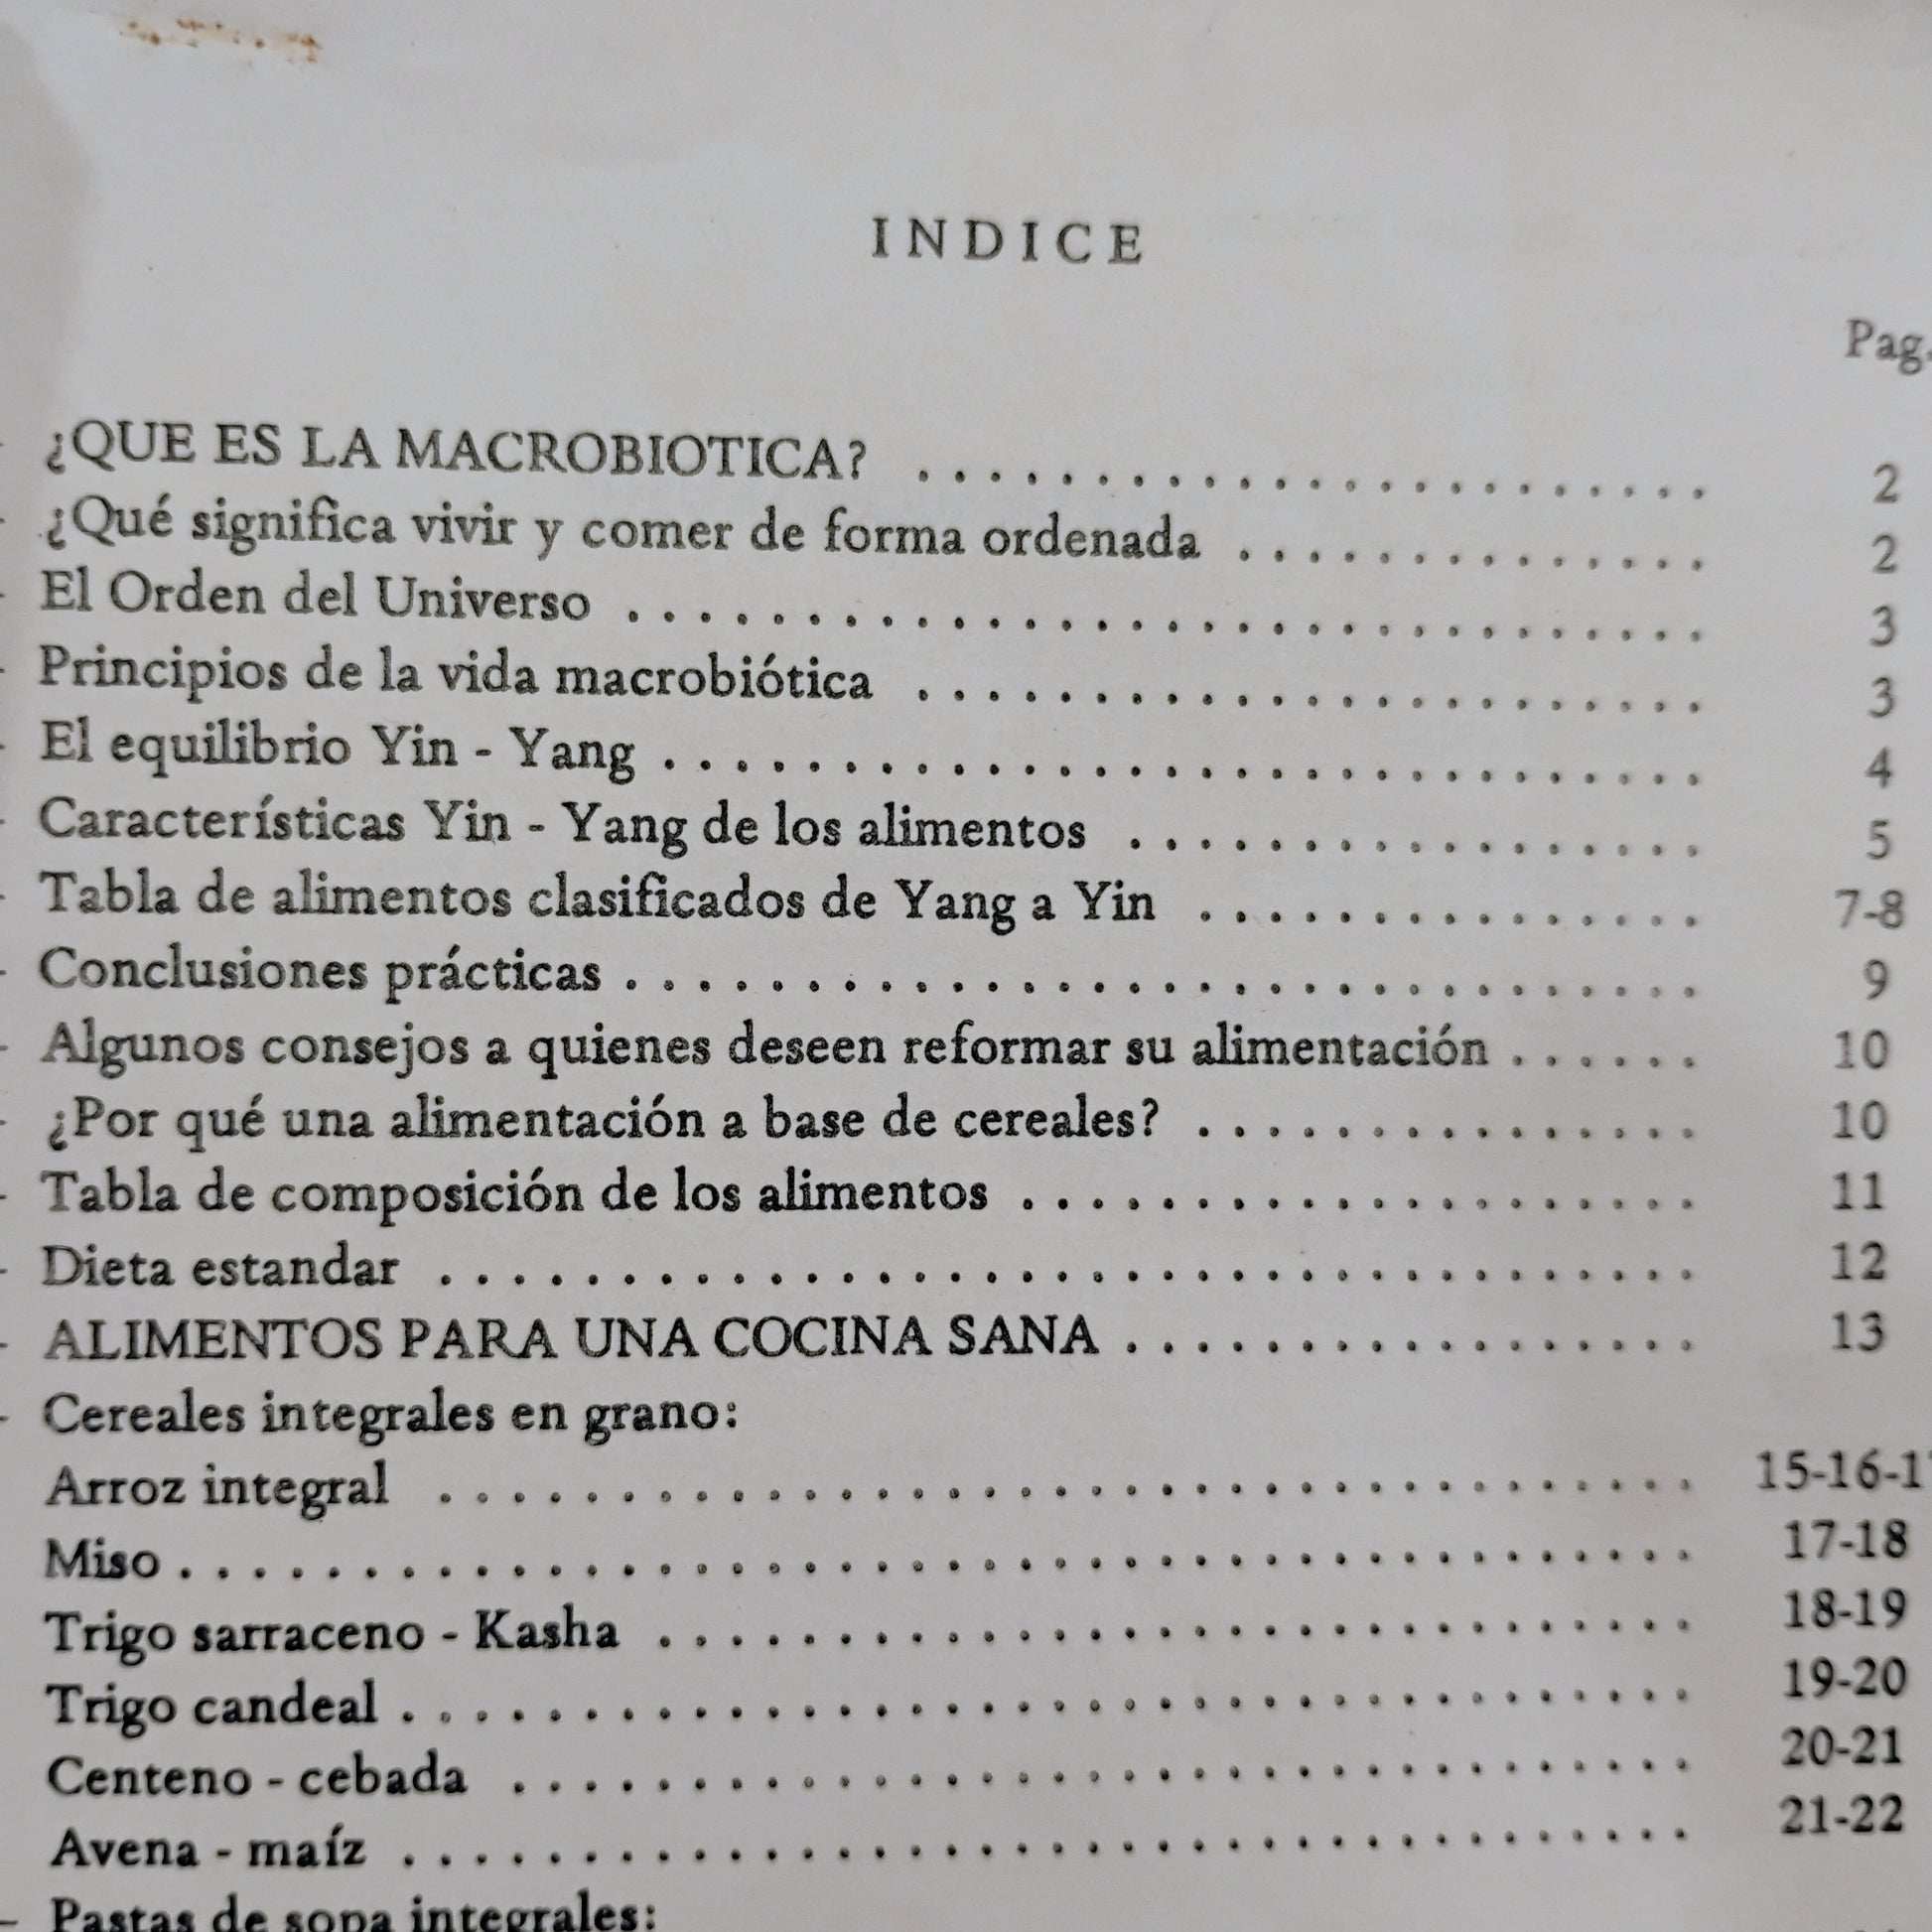 INDICE
Pag.
- ¿QUE ES LA MACROBIOTICA? . . . . . . . . . . . . . . . . . . . . . . 2
- ¿Qué significa vivir y comer de forma ordenada . . . . . . . . . . . . . 2
- El Orden del Universo . . . . . . . . . . . . . . . . . . . . . . . . . . . . . . 3
- Principios de la vida macrobiótica . . . . . . . . . . . . . . . . . . . . . . 3
- El equilibrio Yin - Yang . . . . . . . . . . . . . . . . . . . . . . . . . . . . . 4
- Características Yin - Yang de los alimentos . . . . . . . . . . . . . . . . 5
- Tabla de alimentos clasificados de Yang a Yin . . . . . . . . . . . . . . 7-8
- Conclusiones prácticas . . . . . . . . . . . . . . . . . . . . . . . . . . . . . . 9
- Algunos consejos a quienes deseen reformar su alimentación . . . . . . 10
- ¿Por qué una alimentación a base de cereales? . . . . . . . . . . . . . . 10
- Tabla de composición de los alimentos . . . . . . . . . . . . . . . . . . . 11
- Dieta estandar . . . . . . . . . . . . . . . . . . . . . . . . . . . . . . . . . . . 12
- ALIMENTOS PARA UNA COCINA SANA . . . . . . . . . . . . . . . . 13
- Cereales integrales en grano:
Arroz integral . . . . . . . . . . . . . . . . . . . . . . . . . . . . . . . . . . . 15-16-1
Miso . . . . . . . . . . . . . . . . . . . . . . . . . . . . . . . . . . . . . . . . . . 17-18
Trigo sarraceno - Kasha . . . . . . . . . . . . . . . . . . . . . . . . . . . . . 18-19
Trigo candeal . . . . . . . . . . . . . . . . . . . . . . . . . . . . . . . . . . . . 19-20
Centeno - cebada . . . . . . . . . . . . . . . . . . . . . . . . . . . . . . . . . 20-21
Avena - maíz . . . . . . . . . . . . . . . . . . . . . . . . . . . . . . . . . . . . 21-22
- Pastas de sopa integrales: